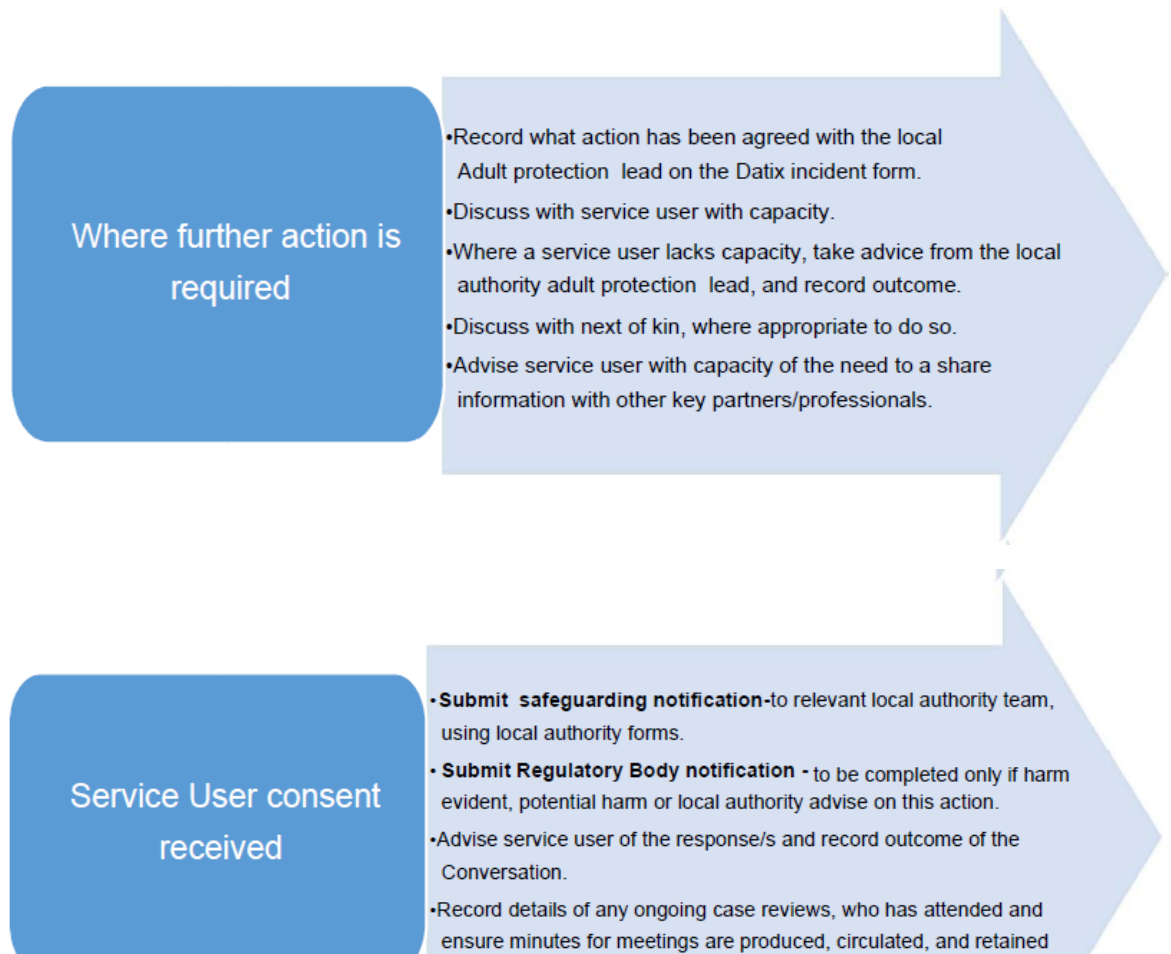 Where further action is
required
•Record what action has been agreed with the local
Adult protection lead on the Datix incident form.
•Discuss with service user with capacity.
•Where a service user lacks capacity, take advice from the local
authority adult protection lead, and record outcome.
•Discuss with next of kin, where appropriate to do so.
•Advise service user with capacity of the need to a share
information with other key partners/professionals.
Service User consent
received
•Submit safeguarding notification-to relevant local authority team,
using local authority forms.
• Submit Regulatory Body notification - to be completed only if harm
evident, potential harm or local authority advise on this action.
•Advise service user of the response/s and record outcome of the
Conversation.
•Record details of any ongoing case reviews, who has attended and
ensure minutes for meetings are produced, circulated, and retained